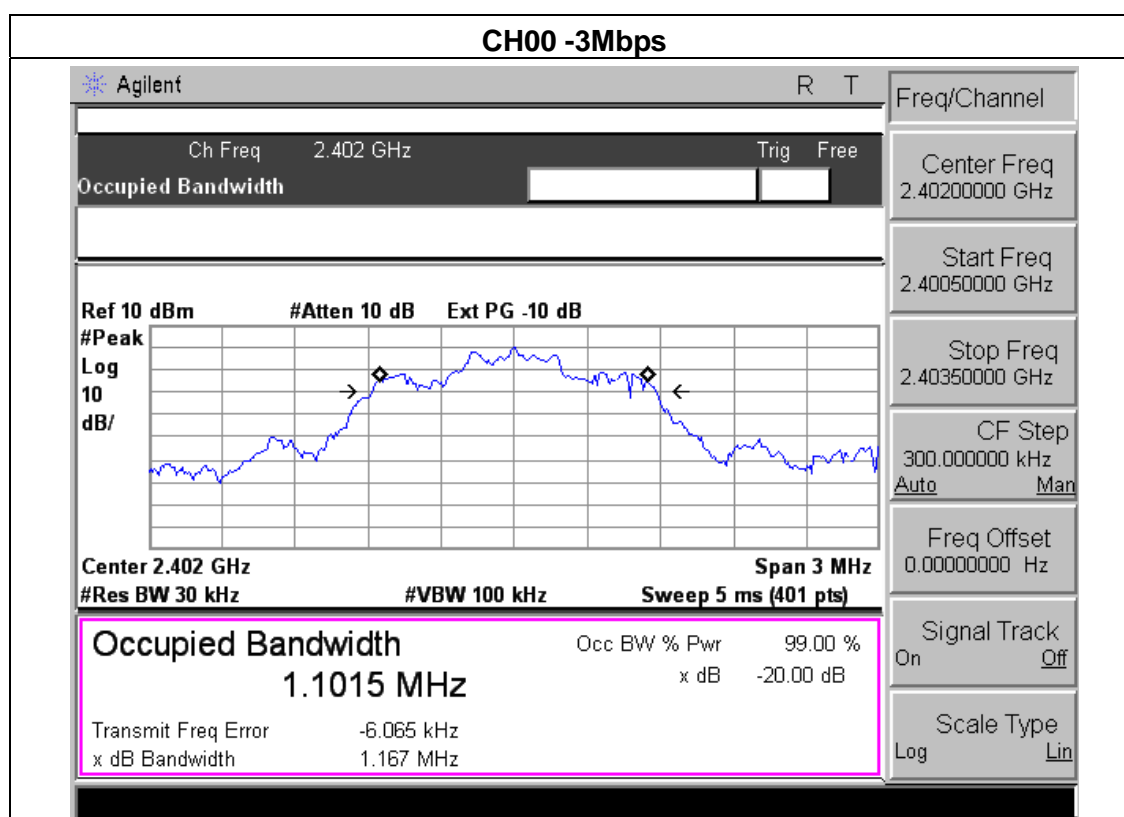 CH00 -3Mbps
Agilent R T
Ch Freq 2.402 GHz Trig Free
Occupied Bandwidth
Ref 10 dBm #Atten 10 dB Ext PG -10 dB
#Peak
Log
10
dB/
Center 2.402 GHz Span 3 MHz
#Res BW 30 kHz #VBW 100 kHz Sweep 5 ms (401 pts)
Occupied Bandwidth Occ BW % Pwr 99.00 %
1.1015 MHz x dB -20.00 dB
Transmit Freq Error -6.065 kHz
x dB Bandwidth 1.167 MHz
Freq/Channel
Center Freq
2.40200000 GHz
Start Freq
2.40050000 GHz
Stop Freq
2.40350000 GHz
CF Step
300.000000 kHz
Auto Man
Freq Offset
0.00000000 Hz
Signal Track
On Off
Scale Type
Log Lin